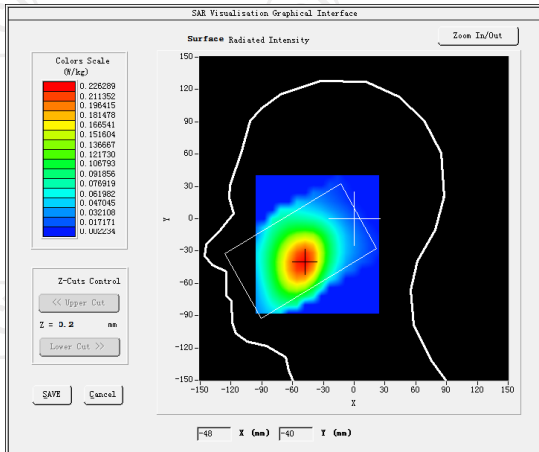 SAR Visualisation Graphical Interface
Surface Radiated Intensity
Zoom In/Out
Colors Scale
(W/kg)
0.226289
0.211352
0.196415
0.181478
0.166541
0.151604
0.136667
0.121730
0.106793
0.091856
0.076919
0.061982
0.047045
0.032108
0.017171
0.002234
Z-Cuts Control
<< Upper Cut
Z = 0.2 mm
Lower Cut >>
SAVE
Cancel
150
120
90
60
30
0
-30
-60
-90
-120
-150
Y
-150 -120 -90 -60 -30 0 30 60 90 120 150
X
-48 X (mm) -40 Y (mm)